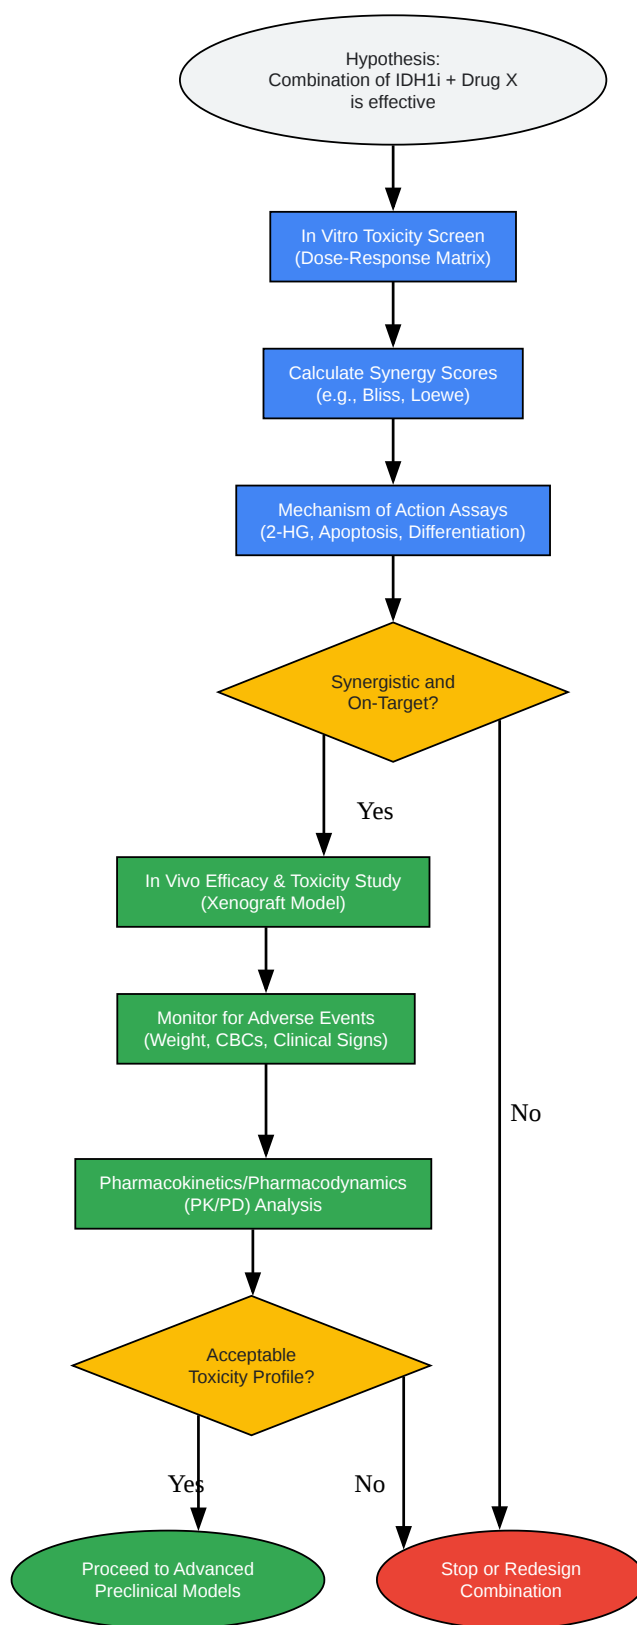 Hypothesis:
Combination of IDH1i + Drug X
is effective
In Vitro Toxicity Screen
(Dose-Response Matrix)
Calculate Synergy Scores
(e.g., Bliss, Loewe)
Mechanism of Action Assays
(2-HG, Apoptosis, Differentiation)
Synergistic and
On-Target?
Yes
In Vivo Efficacy & Toxicity Study
(Xenograft Model)
Monitor for Adverse Events
(Weight, CBCs, Clinical Signs)
No
Pharmacokinetics/Pharmacodynamics
(PK/PD) Analysis
Acceptable
Toxicity Profile?
Yes
No
Proceed to Advanced
Preclinical Models
Stop or Redesign
Combination